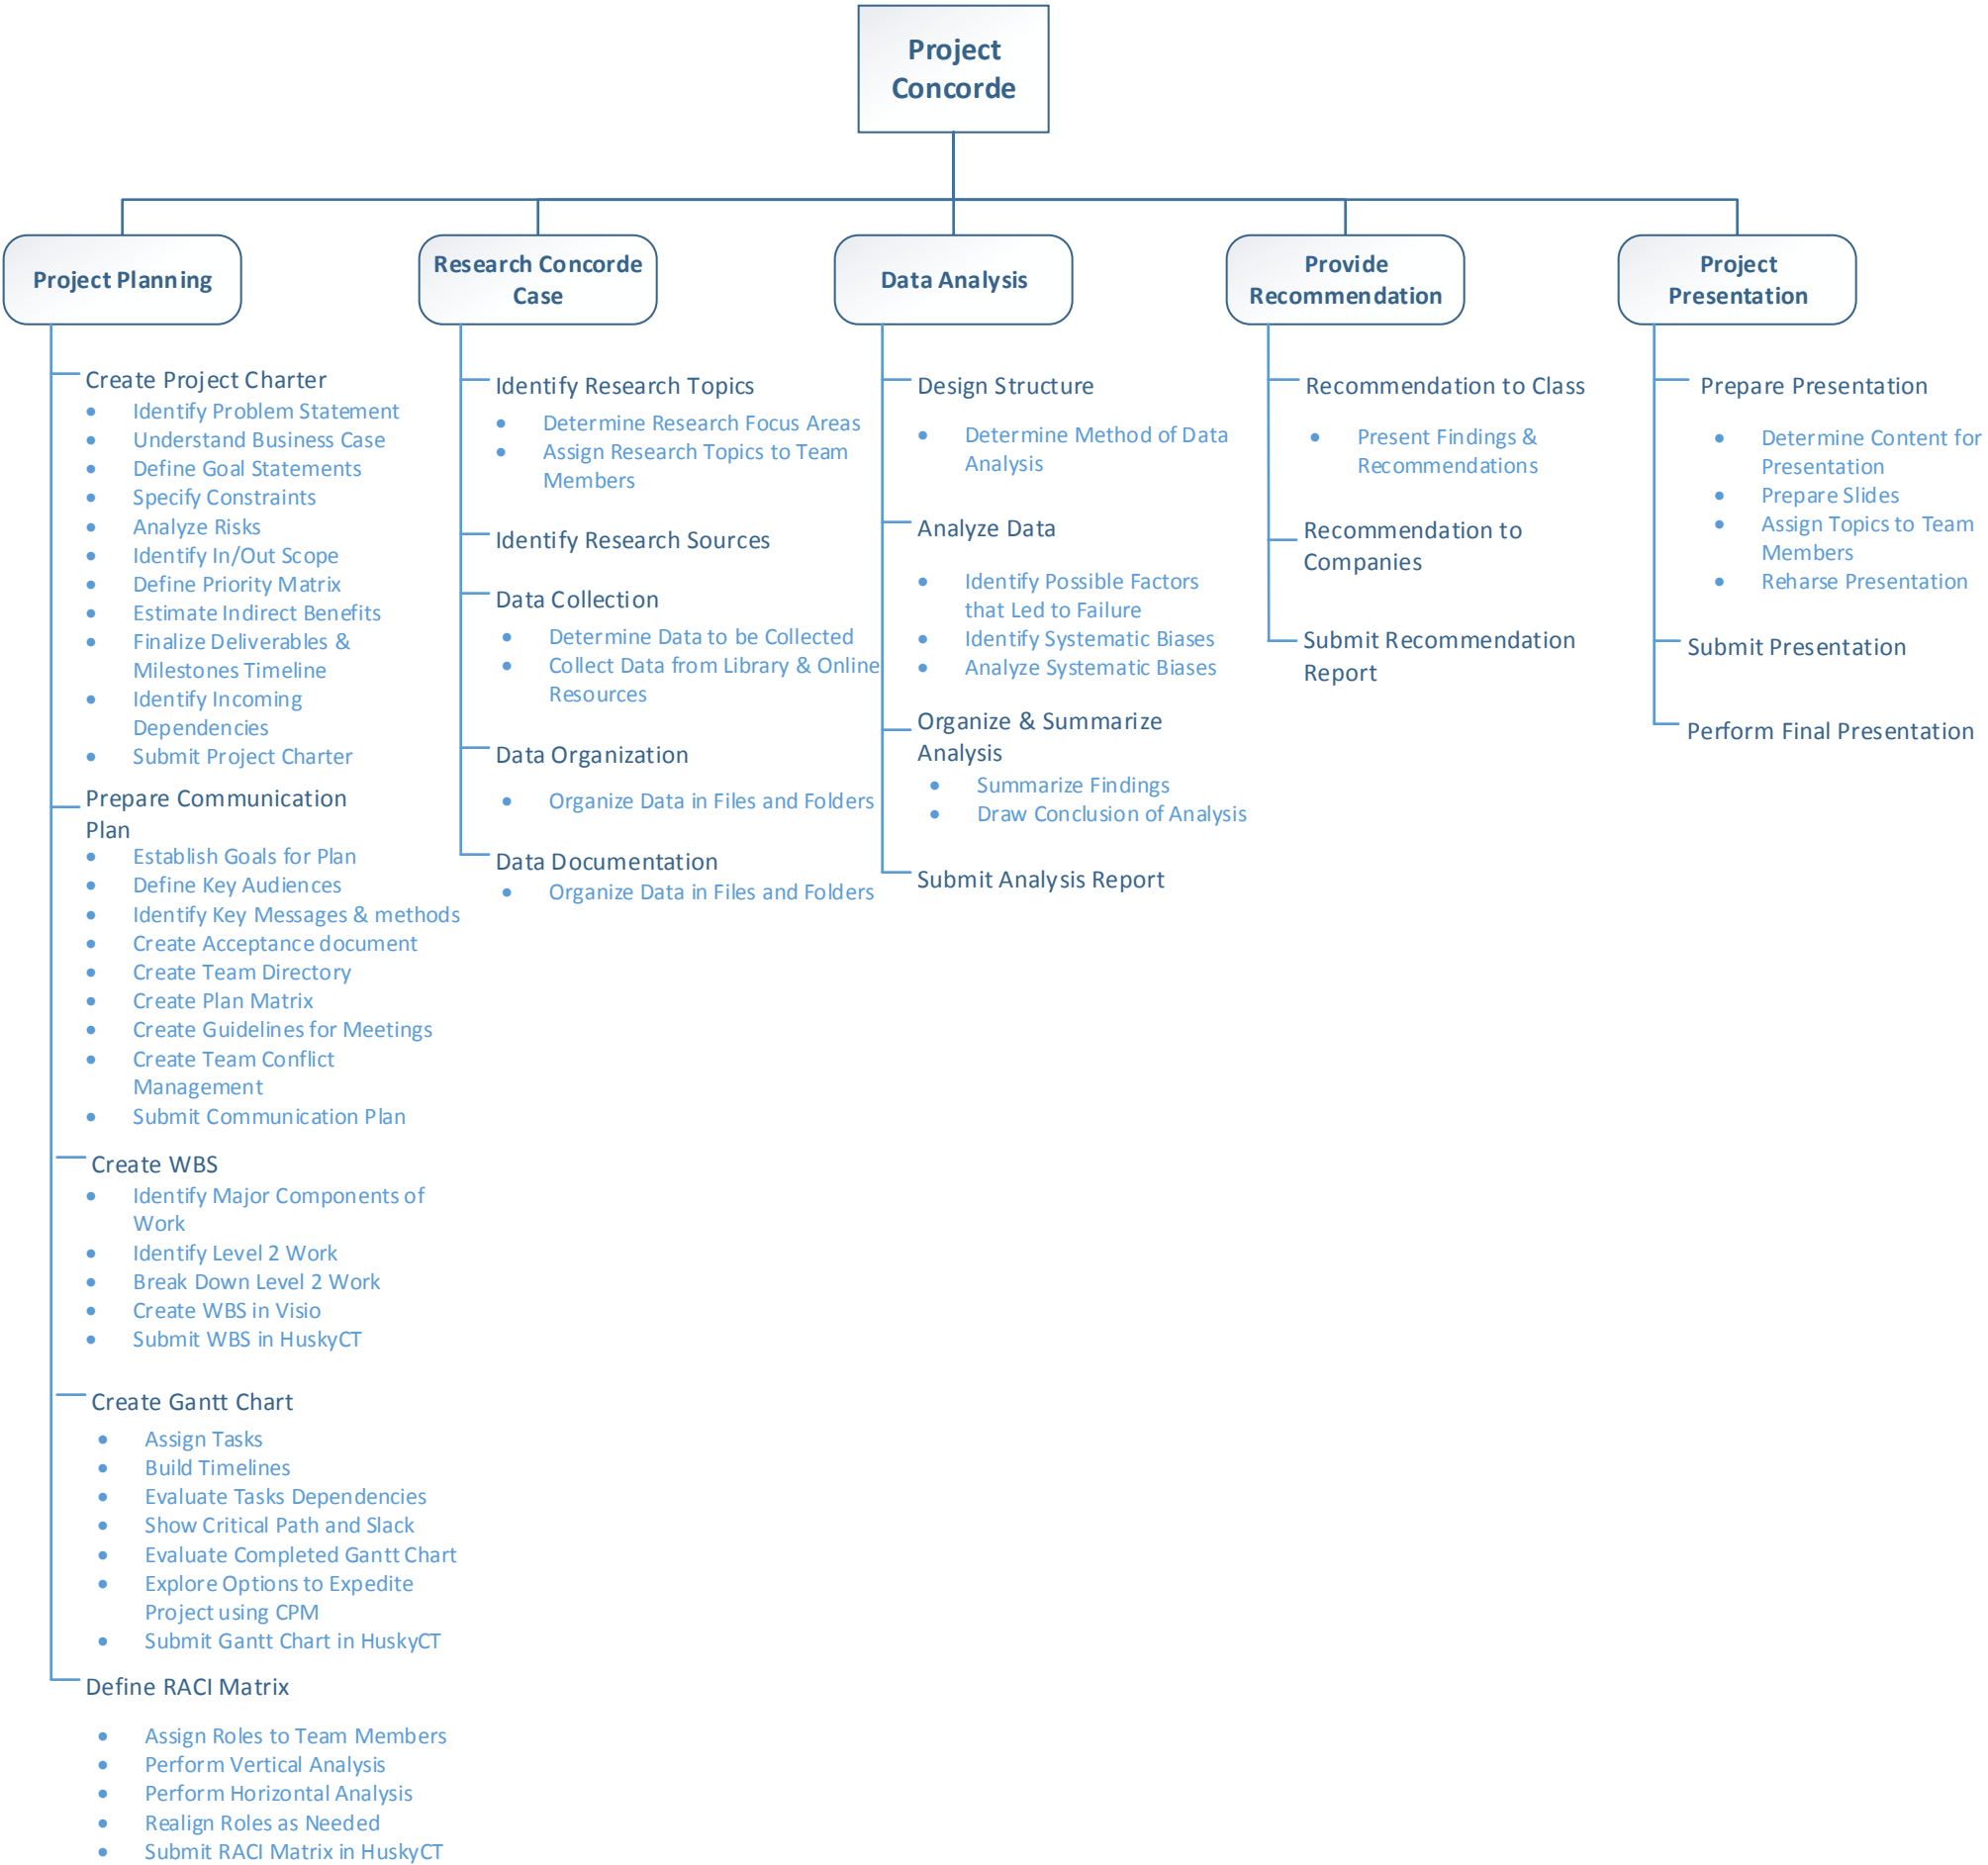 Project
Concorde
Project Planning
Create Project Charter
• Identify Problem Statement
• Understand Business Case
• Define Goal Statements
• Specify Constraints
• Analyze Risks
• Identify In/Out Scope
• Define Priority Matrix
• Estimate Indirect Benefits
• Finalize Deliverables &
Milestones Timeline
• Identify Incoming
Dependencies
• Submit Project Charter
Prepare Communication
Plan
• Establish Goals for Plan
• Define Key Audiences
• Identify Key Messages & methods
• Create Acceptance document
• Create Team Directory
• Create Plan Matrix
• Create Guidelines for Meetings
• Create Team Conflict
Management
• Submit Communication Plan
Create WBS
• Identify Major Components of
Work
• Identify Level 2 Work
• Break Down Level 2 Work
• Create WBS in Visio
• Submit WBS in HuskyCT
Create Gantt Chart
• Assign Tasks
• Build Timelines
• Evaluate Tasks Dependencies
• Show Critical Path and Slack
• Evaluate Completed Gantt Chart
• Explore Options to Expedite
Project using CPM
• Submit Gantt Chart in HuskyCT
Define RACI Matrix
• Assign Roles to Team Members
• Perform Vertical Analysis
• Perform Horizontal Analysis
• Realign Roles as Needed
• Submit RACI Matrix in HuskyCT
Research Concorde
Case
Identify Research Topics
• Determine Research Focus Areas
• Assign Research Topics to Team
Members
Identify Research Sources
Data Collection
• Determine Data to be Collected
• Collect Data from Library & Online
Resources
Data Organization
• Organize Data in Files and Folders
Data Documentation
• Organize Data in Files and Folders
Data Analysis
Design Structure
• Determine Method of Data
Analysis
Analyze Data
• Identify Possible Factors
that Led to Failure
• Identify Systematic Biases
• Analyze Systematic Biases
Organize & Summarize
Analysis
• Summarize Findings
• Draw Conclusion of Analysis
Submit Analysis Report
Provide
Recommendation
Recommendation to Class
• Present Findings &
Recommendations
Recommendation to
Companies
Submit Recommendation
Report
Project
Presentation
Prepare Presentation
• Determine Content for
Presentation
• Prepare Slides
• Assign Topics to Team
Members
• Reharse Presentation
Submit Presentation
Perform Final Presentation